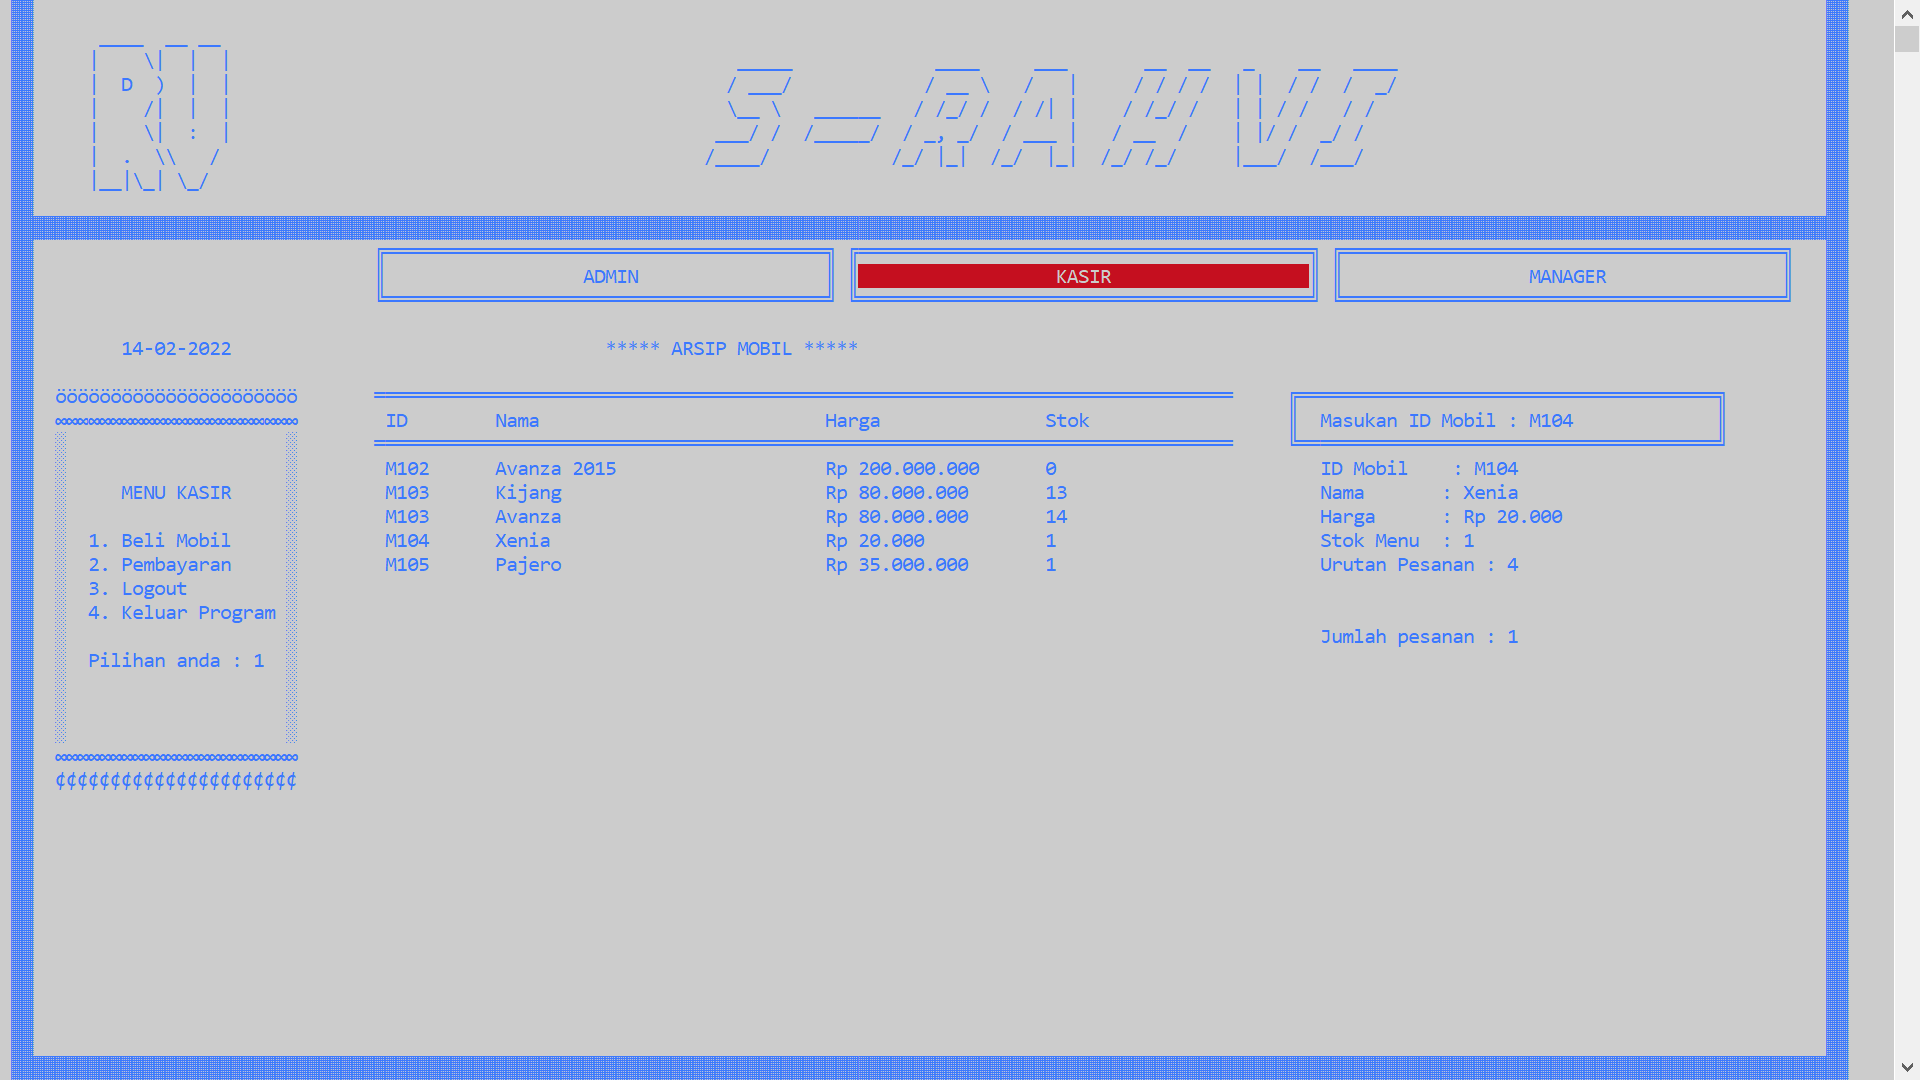 RU
S-RAHVI
ADMIN KASIR MANAGER
14-02-2022
***** ARSIP MOBIL *****
öööööööööööööööööööööö
∞∞∞∞∞∞∞∞∞∞∞∞∞∞∞∞∞∞∞∞∞∞
MENU KASIR
1. Beli Mobil
2. Pembayaran
3. Logout
4. Keluar Program
Pilihan anda : 1
∞∞∞∞∞∞∞∞∞∞∞∞∞∞∞∞∞∞∞∞∞∞
¢¢¢¢¢¢¢¢¢¢¢¢¢¢¢¢¢¢¢¢¢¢
ID Nama Harga Stok
M102 Avanza 2015 Rp 200.000.000 0
M103 Kijang Rp 80.000.000 13
M103 Avanza Rp 80.000.000 14
M104 Xenia Rp 20.000 1
M105 Pajero Rp 35.000.000 1
Masukan ID Mobil : M104
ID Mobil : M104
Nama : Xenia
Harga : Rp 20.000
Stok Menu : 1
Urutan Pesanan : 4
Jumlah pesanan : 1